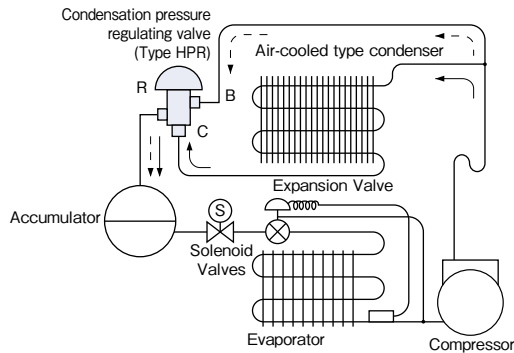 Condensation pressure
regulating valve
(Type HPR)
Air-cooled type condenser
R
B
C
Expansion Valve
Accumulator
S
Solenoid
Valves
Evaporator
Compressor